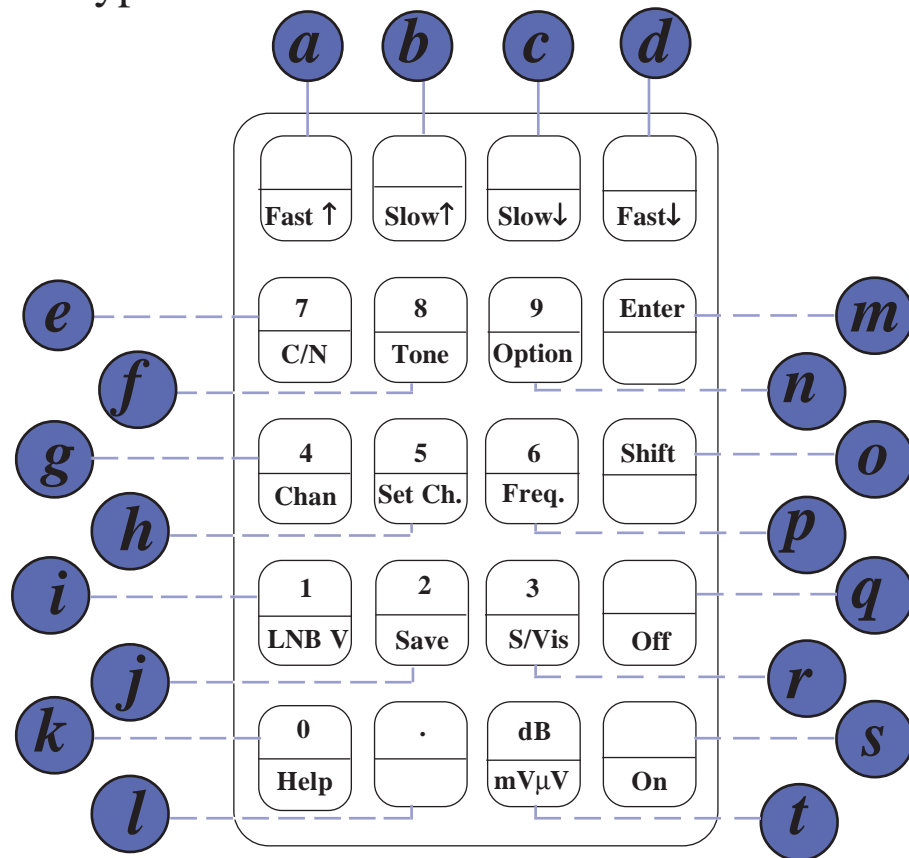 yp
a b c d
Fast ↑ Slow↑ Slow↓ Fast↓
e 7 8 9 Enter m
C/N Tone Option
f n
g 4 5 6 Shift o
Chan Set Ch. Freq.
h p
i 1 2 3 q
LNB V Save S/Vis Off
j r
k 0 . dB s
Help mVμV On
l t